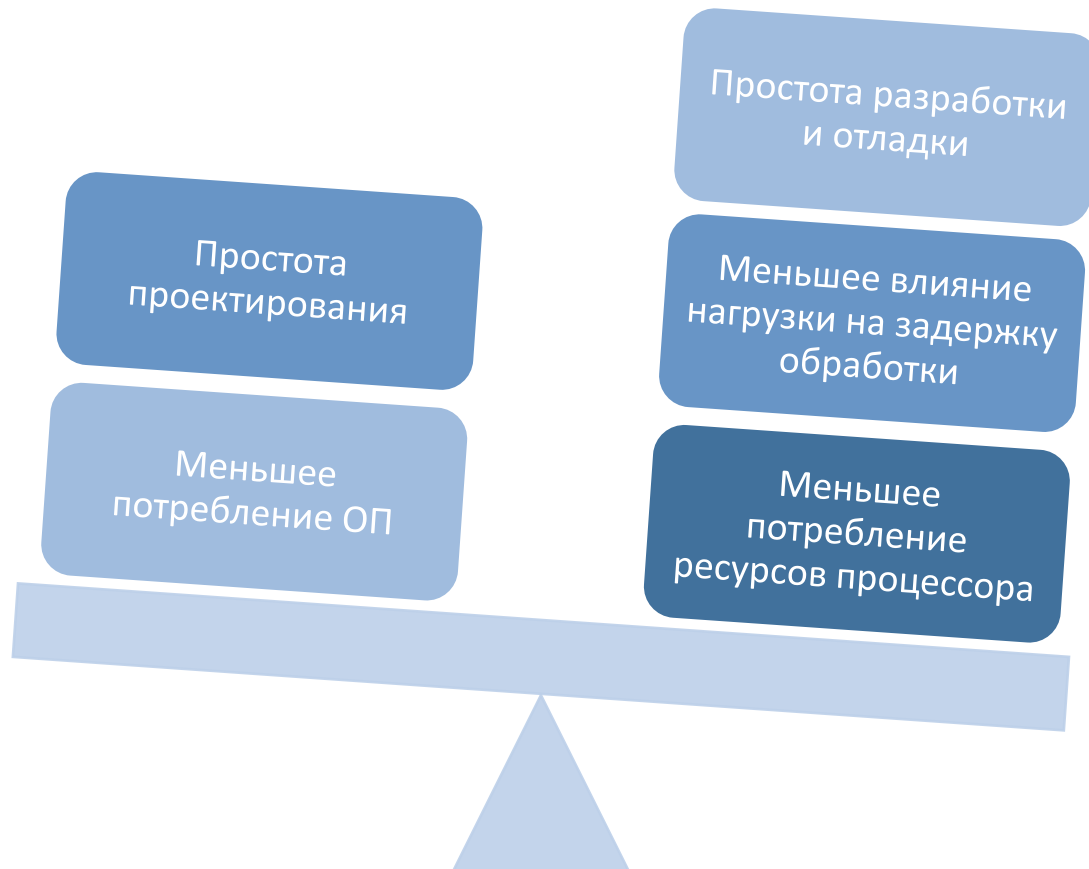 Простота
проектирования
Меньшее
потребление ОП
Простота разработки
и отладки
Меньшее влияние
нагрузки на задержку
обработки
Меньшее
потребление
ресурсов процессора